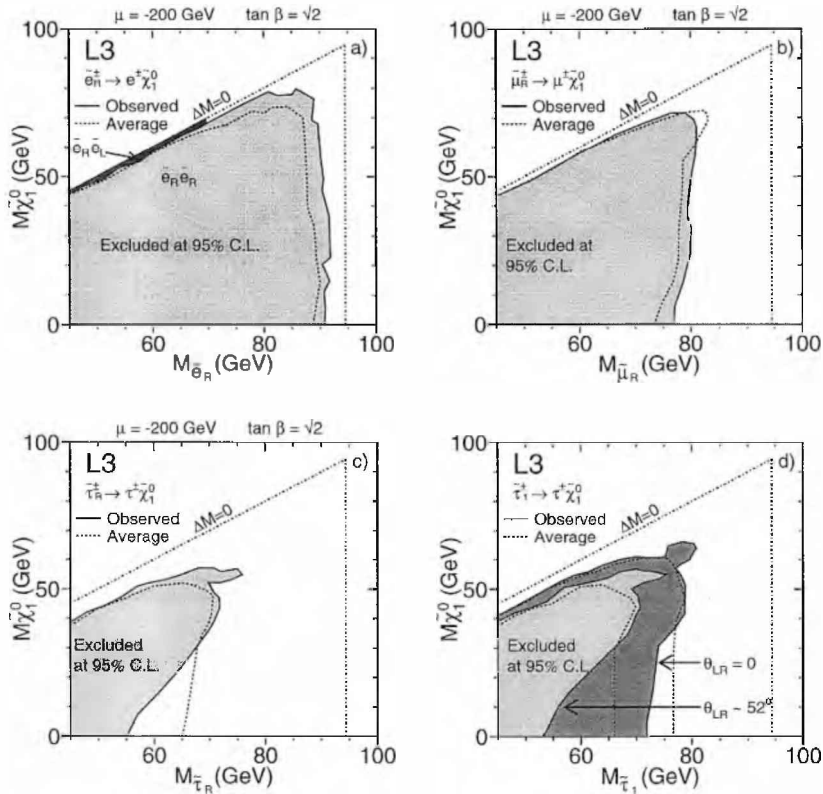 μ = -200 GeV tan β = √2
L3
a)
ẽ±R → e±χ̃01
Observed
Average
ΔM=0
ẽRẽL
ẽRẽR
Excluded at 95% C.L.
Mχ̃01 (GeV)
100
50
0
60
80
100
MẽR (GeV)
μ = -200 GeV tan β = √2
L3
b)
μ̃±R → μ±χ̃01
Observed
Average
ΔM=0
Excluded at
95% C.L.
Mχ̃01 (GeV)
100
50
0
60
80
100
Mμ̃R (GeV)
μ = -200 GeV tan β = √2
L3
c)
τ̃±R → τ±χ̃01
Observed
Average
ΔM=0
Excluded
at 95% C.L.
Mχ̃01 (GeV)
100
50
0
60
80
100
Mτ̃R (GeV)
L3
d)
τ̃±1 → τ±χ̃01
Observed
Average
ΔM=0
Excluded
at 95% C.L.
θLR = 0
θLR ~ 52°
Mχ̃01 (GeV)
100
50
0
60
80
100
Mτ̃1 (GeV)